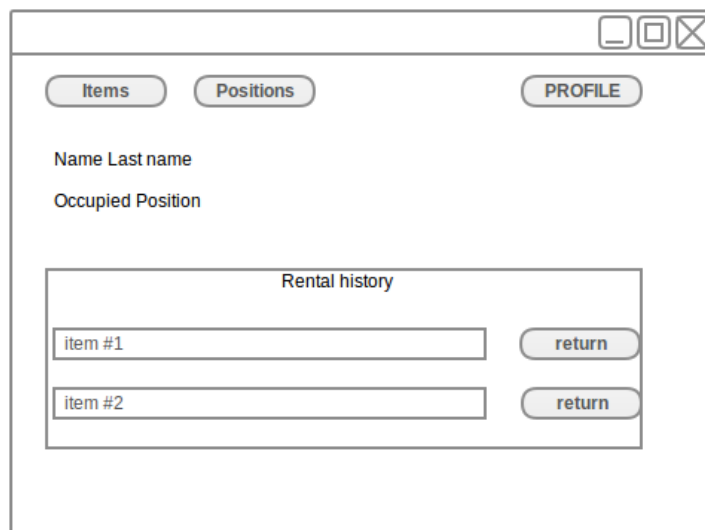 Items Positions PROFILE
Name Last name
Occupied Position
Rental history
item #1 return
item #2 return